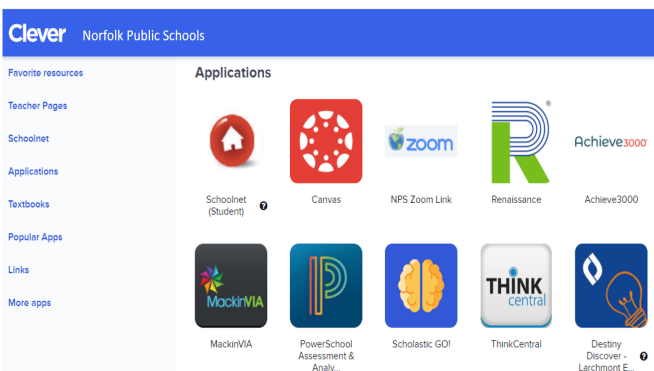 Clever Norfolk Public Schools
Favorite resources
Teacher Pages
Schoolnet
Applications
Textbooks
Popular Apps
Links
More apps
Applications
zoom
R
®
Achieve3000
Schoolnet
(Student) ?
Canvas
NPS Zoom Link
Renaissance
Achieve3000
MackinVIA
THINK
central
MackinVIA
PowerSchool
Assessment &
Analy...
Scholastic GO!
ThinkCentral
Destiny
Discover -
Larchmont E... ?